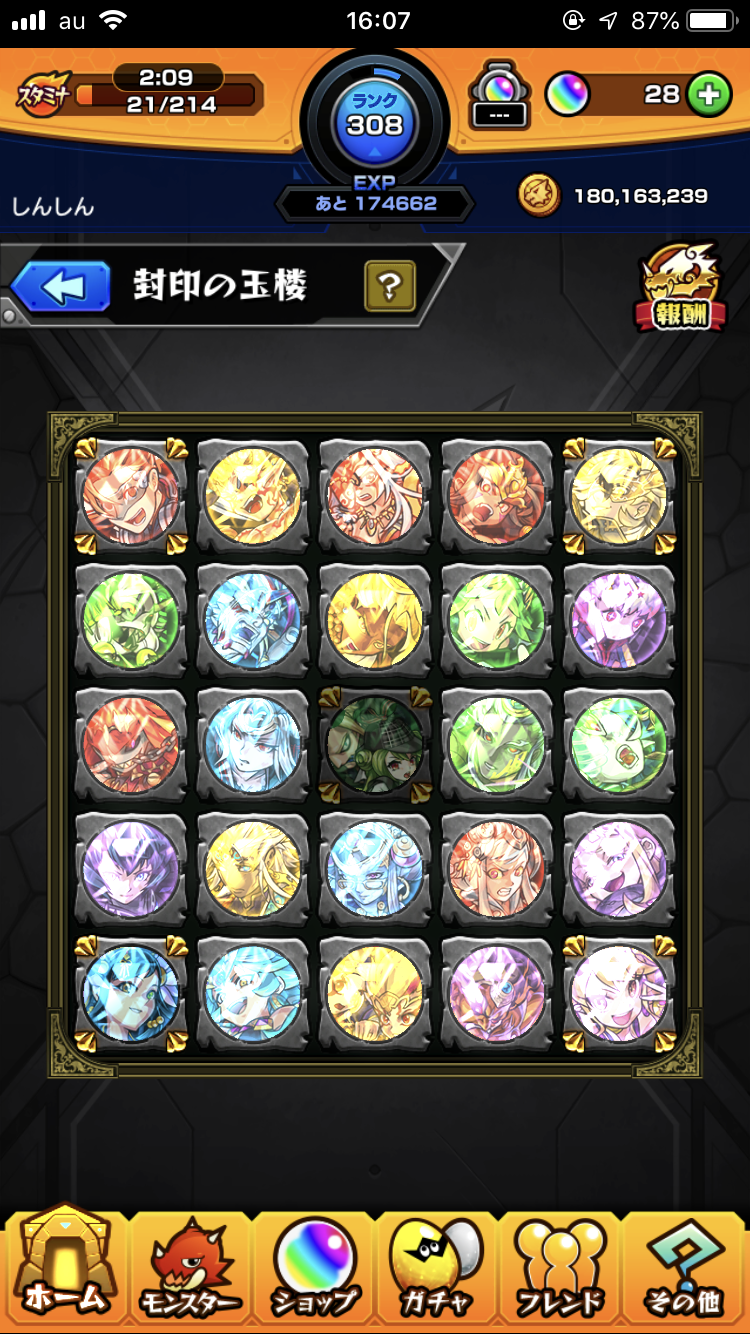 au 16:07 87%
スタミナ 2:09
21/214
ランク
308
---
28
EXP
あと 174662
しんしん
180,163,239
封印の玉楼 ?
報酬
ホーム モンスター ショップ ガチャ フレンド その他